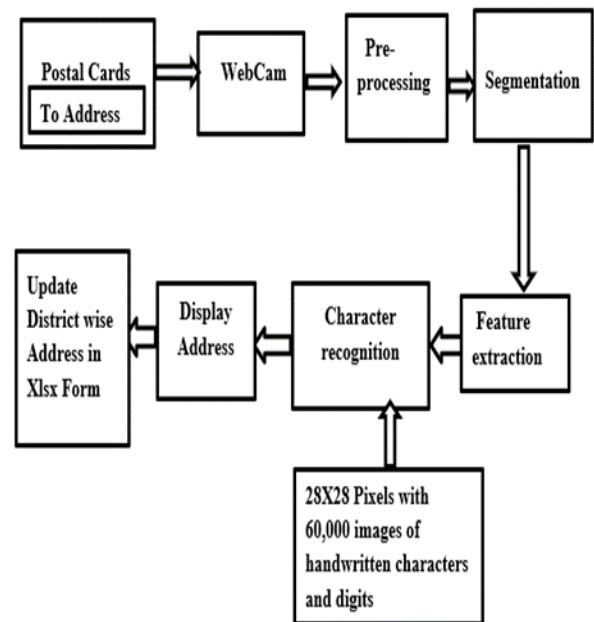 Postal Cards
To Address
WebCam
Pre-
processing
Segmentation
Feature
extraction
Character
recognition
Display
Address
Update
District wise
Address in
Xlsx Form
28X28 Pixels with
60,000 images of
handwritten characters
and digits